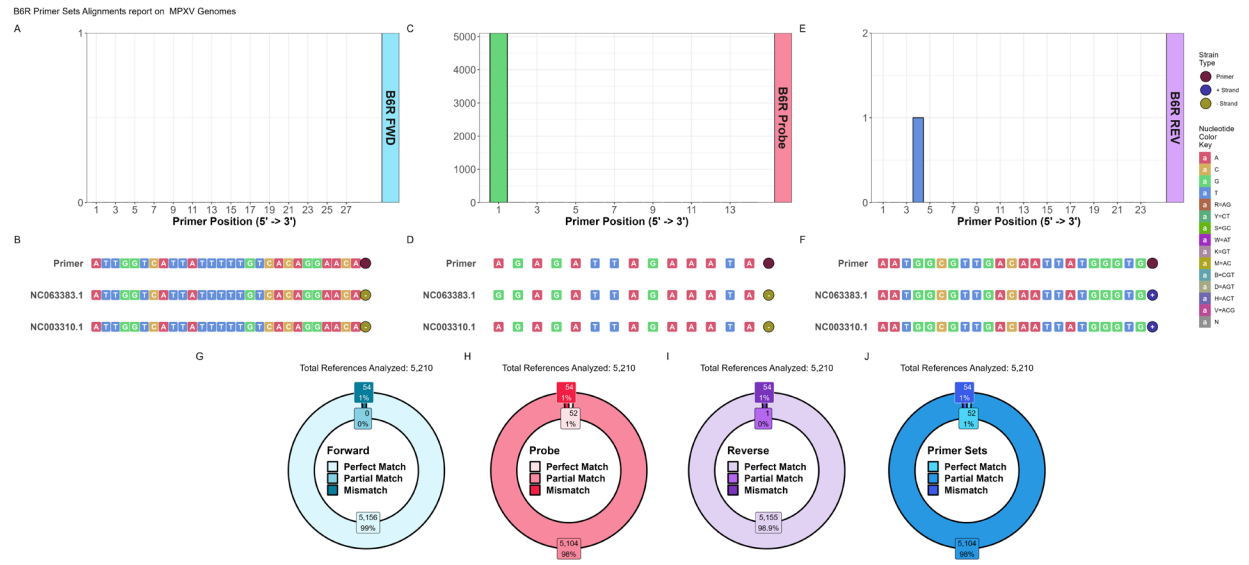 B6R Primer Sets Alignments report on MPXV Genomes
A
1
0
1 3 5 7 9 11 13 15 17 19 21 23 25 27
Primer Position (5' -> 3')
B6R FWD
C
5000
4000
3000
2000
1000
0
1 3 5 7 9 11 13
Primer Position (5' -> 3')
B6R Probe
E
2
1
0
1 3 5 7 9 11 13 15 17 19 21 23
Primer Position (5' -> 3')
B6R REV
Strain
Type
Primer
+ Strand
- Strand
Nucleotide
Color
Key
a A
a C
a G
a T
a R=AG
a Y=CT
a S=GC
a W=AT
a K=GT
a M=AC
a B=CGT
a D=AGT
a H=ACT
a V=ACG
a N
B
Primer A T T G G T C A T T A T T T T T G T C A C A G G A A C A
NC063383.1 A T T G G T C A T T A T T T T T G T C A C A G G A A C A -
NC003310.1 A T T G G T C A T T A T T T T T G T C A C A G G A A C A -
D
Primer A G A G A T T A G A A A T A
NC063383.1 G G A G A T T A G A A A T A -
NC003310.1 A G A G A T T A G A A A T A -
F
Primer A A T G G C G T T G A C A A T T A T G G G T G
NC063383.1 A A T G G C G T T G A C A A T T A T G G G T G +
NC003310.1 A A T G G C G T T G A C A A T T A T G G G T G +
G
Total References Analyzed: 5,210
54
1%
0
0%
Forward
Perfect Match
Partial Match
Mismatch
5,156
99%
H
Total References Analyzed: 5,210
54
1%
52
1%
Probe
Perfect Match
Partial Match
Mismatch
5,104
98%
I
Total References Analyzed: 5,210
54
1%
1
0%
Reverse
Perfect Match
Partial Match
Mismatch
5,155
98.9%
J
Total References Analyzed: 5,210
54
1%
52
1%
Primer Sets
Perfect Match
Partial Match
Mismatch
5,104
98%